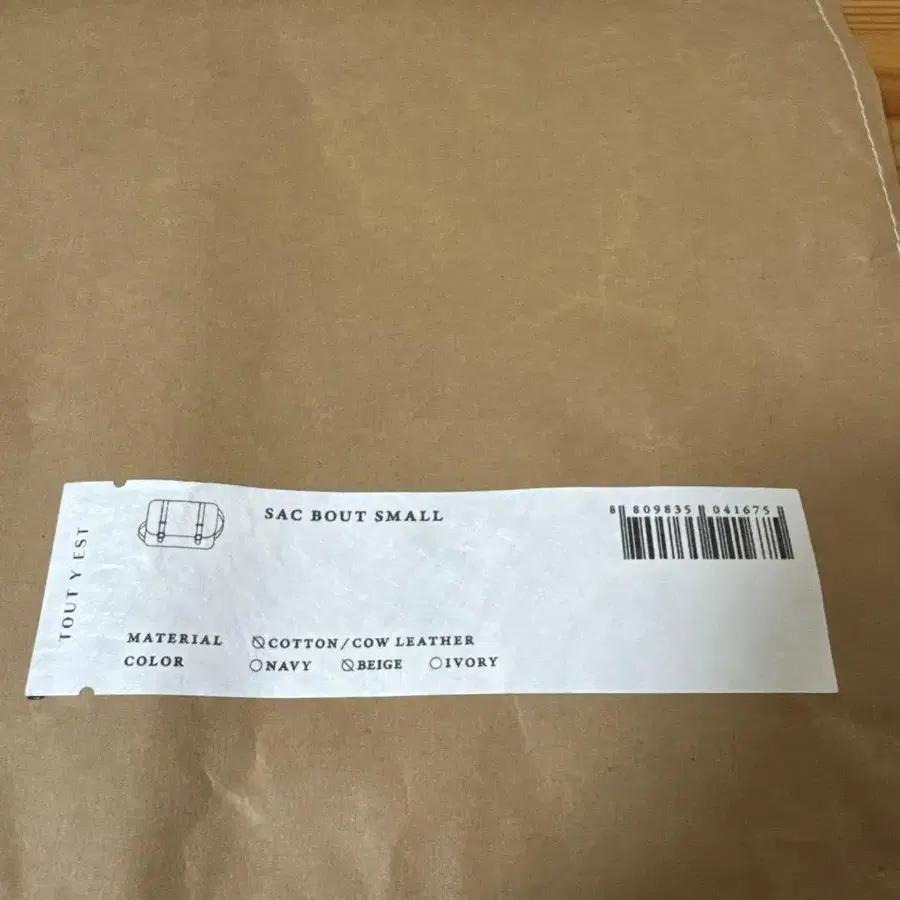 TOUT Y EST
SAC BOUT SMALL
8 809835 041675
MATERIAL COTTON/COW LEATHER
COLOR NAVY BEIGE IVORY